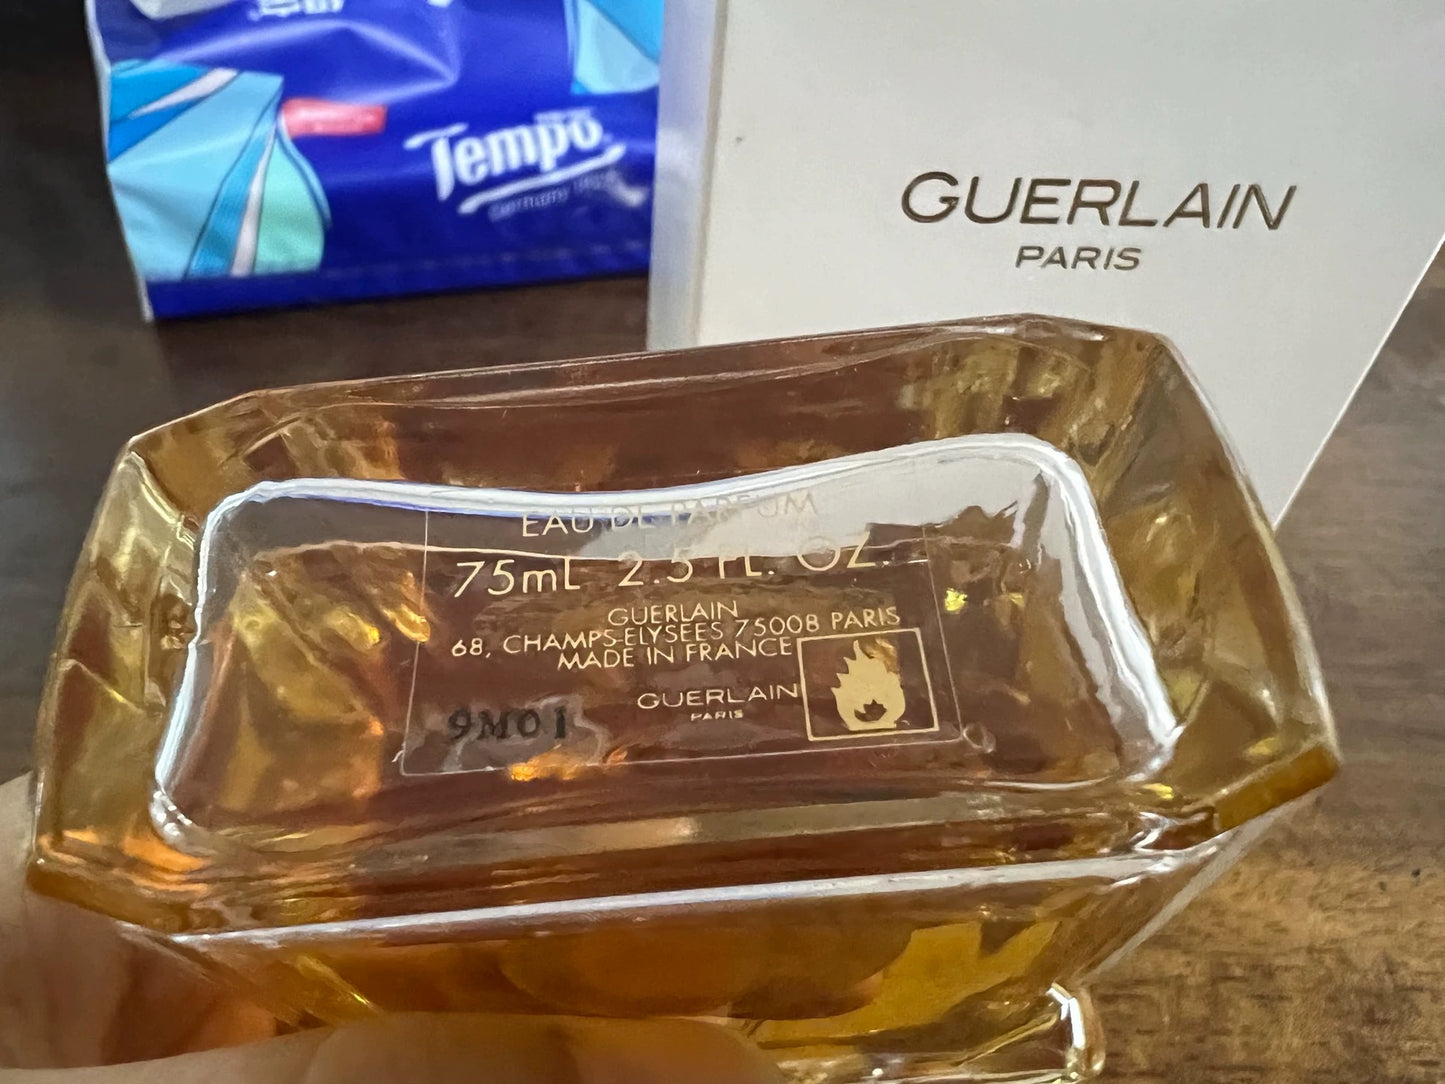 Tempo
GUERLAIN
PARIS
EAU DE PARFUM
75mL 2.5 FL. OZ.
GUERLAIN
68, CHAMPS-ELYSEES 75008 PARIS
MADE IN FRANCE
GUERLAIN
PARIS
9M01